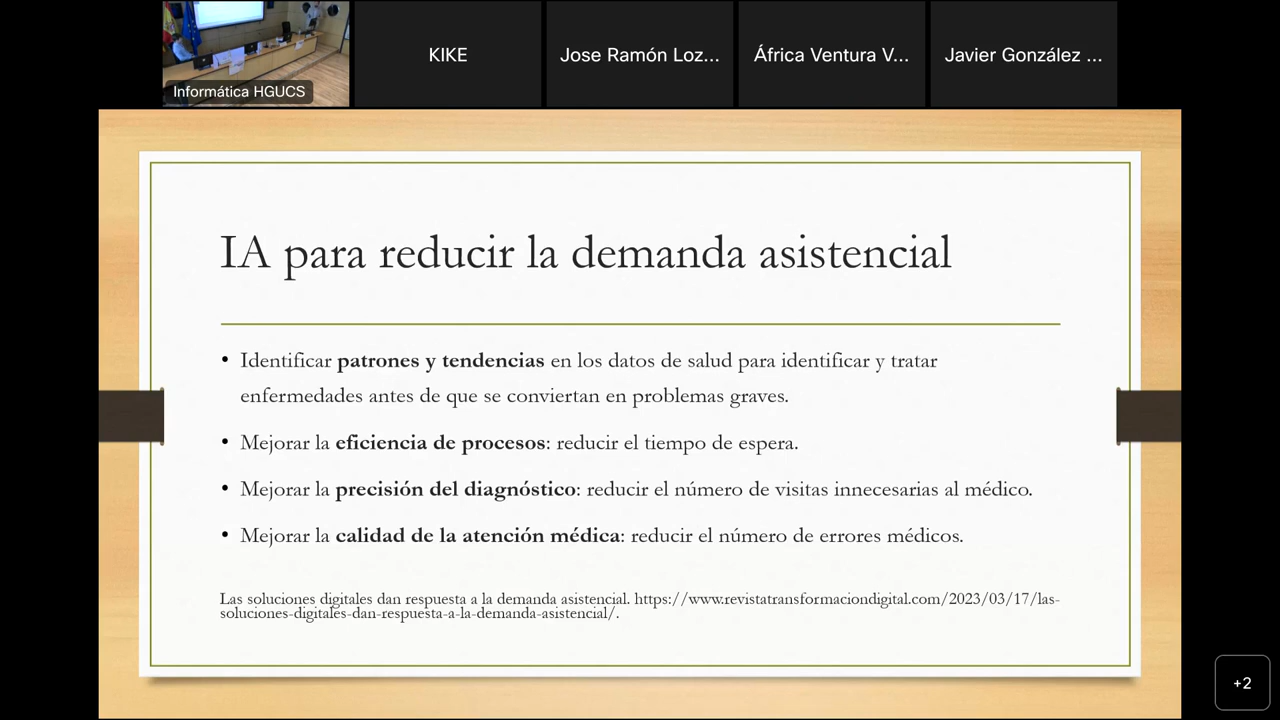 Informática HGUCS
KIKE
Jose Ramón Loz...
África Ventura V...
Javier González ...
IA para reducir la demanda asistencial
• Identificar patrones y tendencias en los datos de salud para identificar y tratar
enfermedades antes de que se conviertan en problemas graves.
• Mejorar la eficiencia de procesos: reducir el tiempo de espera.
• Mejorar la precisión del diagnóstico: reducir el número de visitas innecesarias al médico.
• Mejorar la calidad de la atención médica: reducir el número de errores médicos.
Las soluciones digitales dan respuesta a la demanda asistencial. https://www.revistatransformaciondigital.com/2023/03/17/las-
soluciones-digitales-dan-respuesta-a-la-demanda-asistencial/.
+2